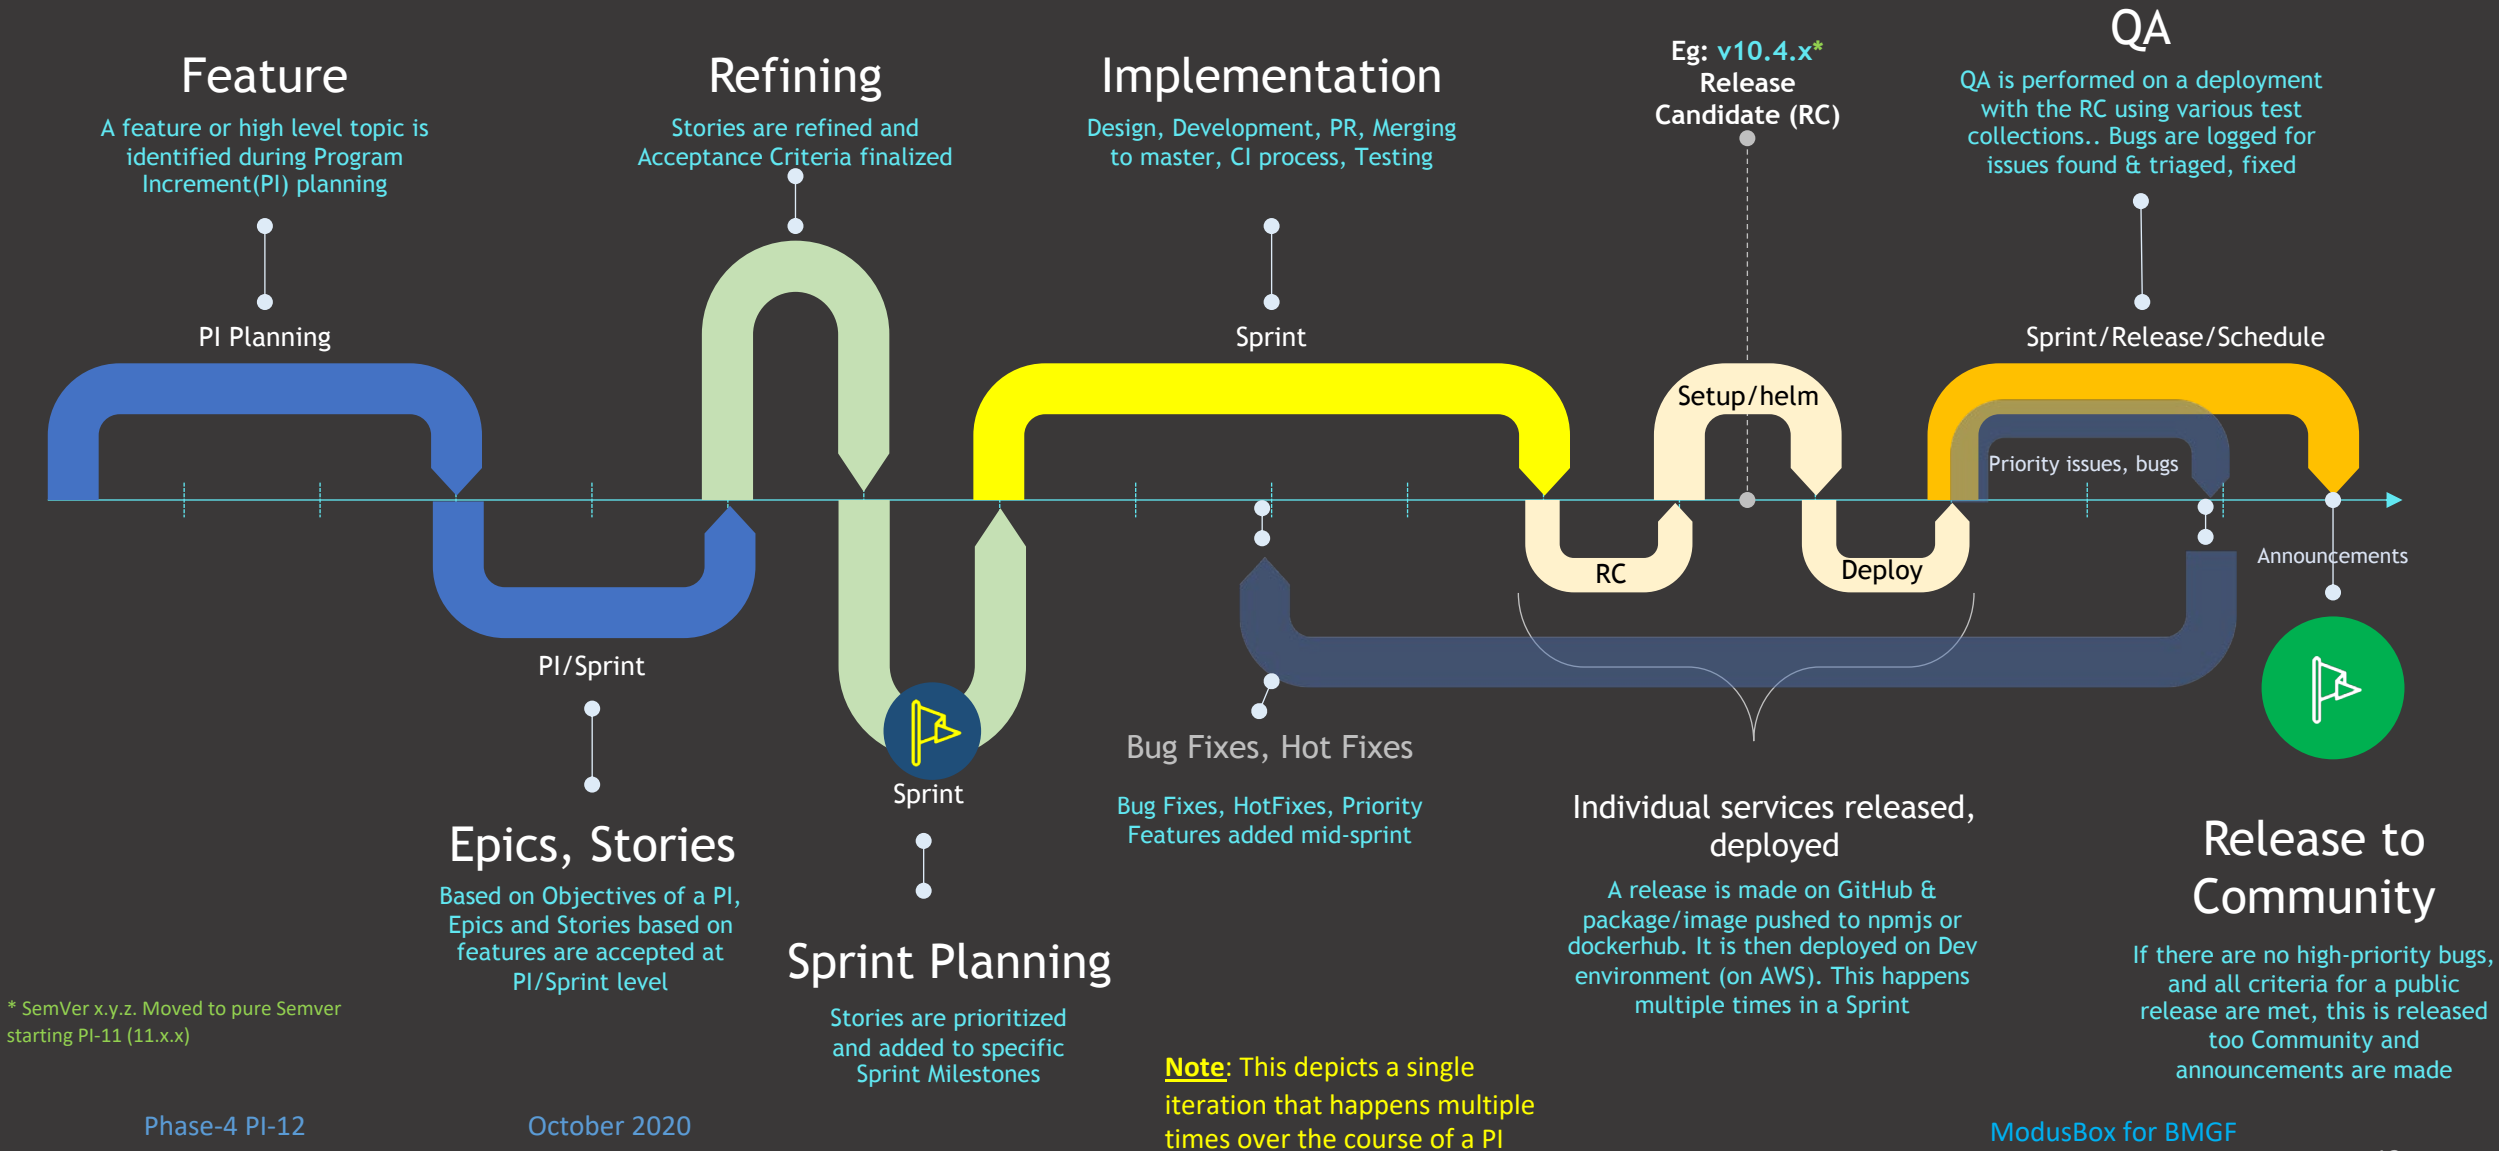 Feature
A feature or high level topic is
identified during Program
Increment(PI) planning
PI Planning
Refining
Stories are refined and
Acceptance Criteria finalized
Implementation
Design, Development, PR, Merging
to master, CI process, Testing
Sprint
Eg: v10.4.x*
Release
Candidate (RC)
QA
QA is performed on a deployment
with the RC using various test
collections.. Bugs are logged for
issues found & triaged, fixed
Sprint/Release/Schedule
Setup/helm
Priority issues, bugs
RC
Deploy
Announcements
PI/Sprint
Epics, Stories
Based on Objectives of a PI,
Epics and Stories based on
features are accepted at
PI/Sprint level
Sprint
Sprint Planning
Stories are prioritized
and added to specific
Sprint Milestones
Bug Fixes, Hot Fixes
Bug Fixes, HotFixes, Priority
Features added mid-sprint
Individual services released,
deployed
A release is made on GitHub &
package/image pushed to npmjs or
dockerhub. It is then deployed on Dev
environment (on AWS). This happens
multiple times in a Sprint
Release to
Community
If there are no high-priority bugs,
and all criteria for a public
release are met, this is released
too Community and
announcements are made
* SemVer x.y.z. Moved to pure Semver
starting PI-11 (11.x.x)
Note: This depicts a single
iteration that happens multiple
times over the course of a PI
Phase-4 PI-12
October 2020
ModusBox for BMGF